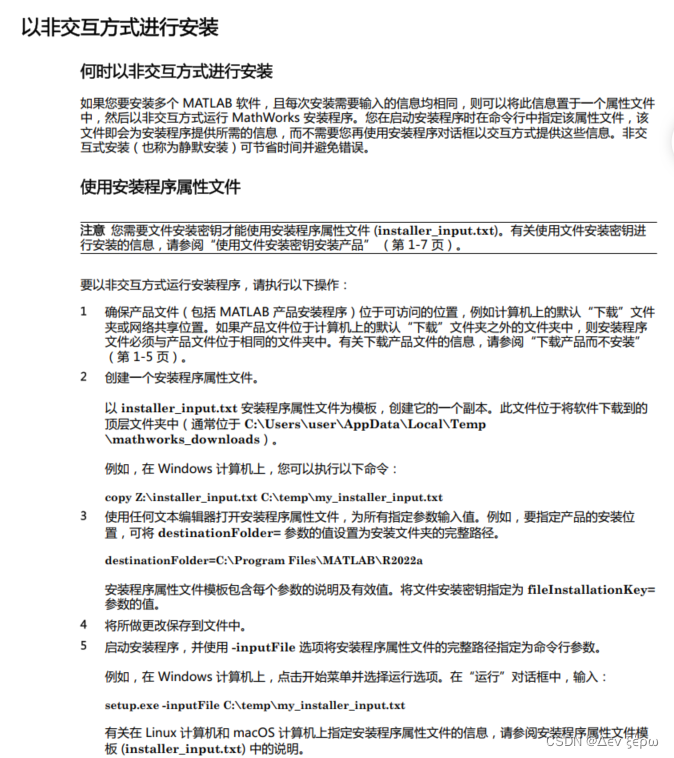 以非交互方式进行安装
何时以非交互方式进行安装
如果您要安装多个 MATLAB 软件，且每次安装需要输入的信息均相同，则可以将此信息置于一个属性文件
中，然后以非交互方式运行 MathWorks 安装程序。您在启动安装程序时在命令行中指定该属性文件，该
文件即会为安装程序提供所需的信息，而不需要您再使用安装程序对话框以交互方式提供这些信息。非交
互式安装（也称为静默安装）可节省时间并避免错误。
使用安装程序属性文件
注意 您需要文件安装密钥才能使用安装程序属性文件 (installer_input.txt)。有关使用文件安装密钥进
行安装的信息，请参阅“使用文件安装密钥安装产品” （第 1-7 页）。
要以非交互方式运行安装程序，请执行以下操作：
1 确保产品文件（包括 MATLAB 产品安装程序）位于可访问的位置，例如计算机上的默认“下载”文件
夹或网络共享位置。如果产品文件位于计算机上的默认“下载”文件夹之外的文件夹中，则安装程序
文件必须与产品文件位于相同的文件夹中。有关下载产品文件的信息，请参阅“下载产品而不安装”
（第 1-5 页）。
2 创建一个安装程序属性文件。
以 installer_input.txt 安装程序属性文件为模板，创建它的一个副本。此文件位于将软件下载到的
顶层文件夹中（通常位于 C:\Users\user\AppData\Local\Temp
\mathworks_downloads）。
例如，在 Windows 计算机上，您可以执行以下命令：
copy Z:\installer_input.txt C:\temp\my_installer_input.txt
3 使用任何文本编辑器打开安装程序属性文件，为所有指定参数输入值。例如，要指定产品的安装位
置，可将 destinationFolder= 参数的值设置为安装文件夹的完整路径。
destinationFolder=C:\Program Files\MATLAB\R2022a
安装程序属性文件模板包含每个参数的说明及有效值。将文件安装密钥指定为 fileInstallationKey=
参数的值。
4 将所做更改保存到文件中。
5 启动安装程序，并使用 -inputFile 选项将安装程序属性文件的完整路径指定为命令行参数。
例如，在 Windows 计算机上，点击开始菜单并选择运行选项。在“运行”对话框中，输入：
setup.exe -inputFile C:\temp\my_installer_input.txt
有关在 Linux 计算机和 macOS 计算机上指定安装程序属性文件的信息，请参阅安装程序属性文件模
板 (installer_input.txt) 中的说明。
CSDN @Δεν ξερω